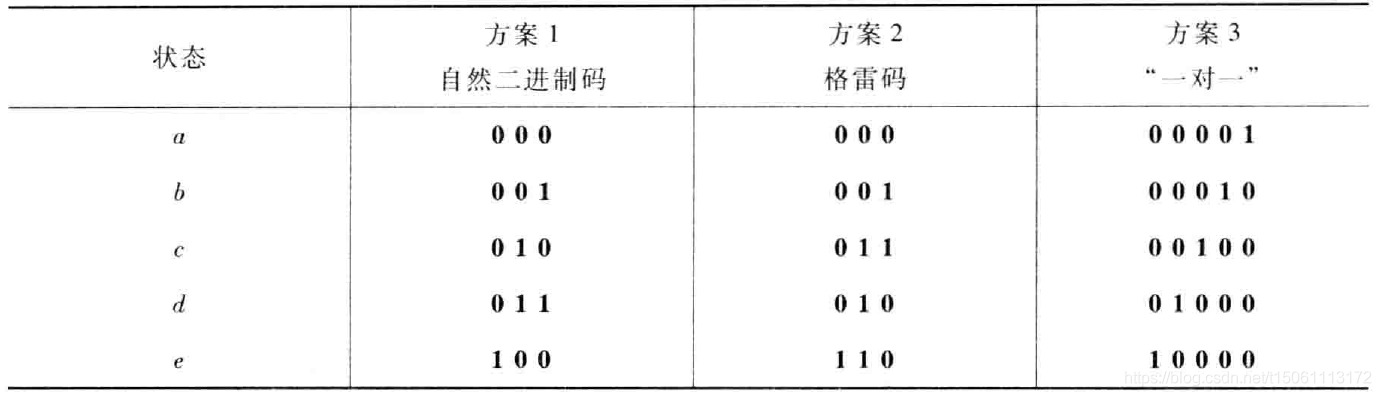 状态 方案 1 自然二进制码 方案 2 格雷码 方案 3 “一对一”
a 0 0 0 0 0 0 0 0 0 0 1
b 0 0 1 0 0 1 0 0 0 1 0
c 0 1 0 0 1 1 0 0 1 0 0
d 0 1 1 0 1 0 0 1 0 0 0
e 1 0 0 1 1 0 1 0 0 0 0
https://blog.csdn.net/t15061113172